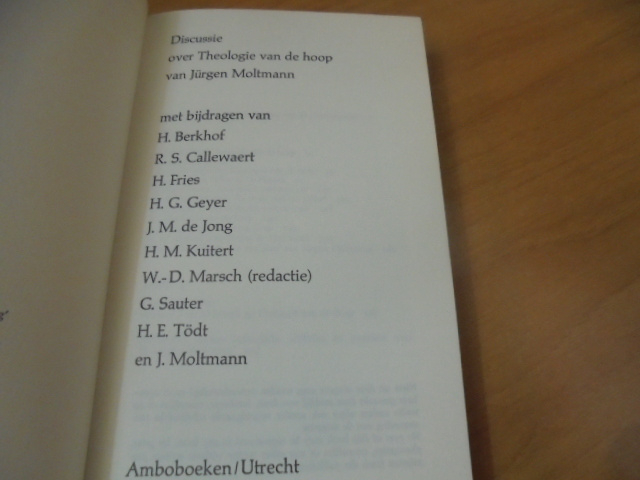 Discussie
over Theologie van de hoop
van Jürgen Moltmann
met bijdragen van
H. Berkhof
R. S. Callewaert
H. Fries
H. G. Geyer
J. M. de Jong
H. M. Kuitert
W.-D. Marsch (redactie)
G. Sauter
H. E. Tödt
en J. Moltmann
Amboboeken/Utrecht